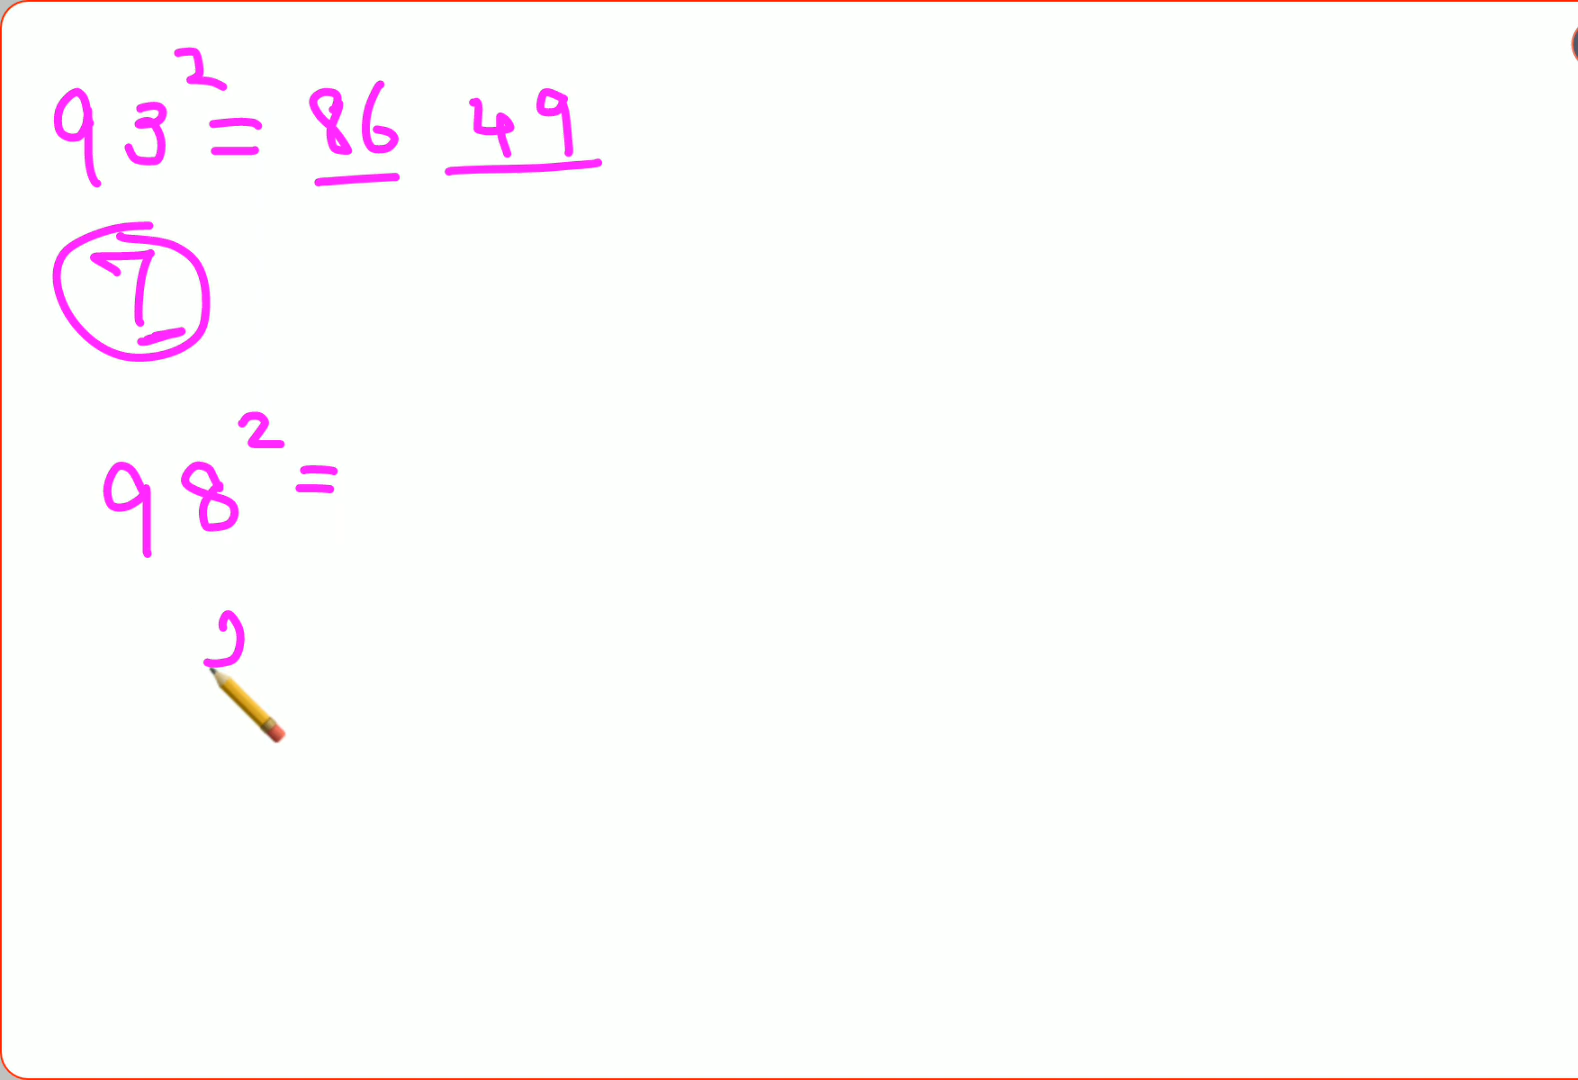 93² = 86 49
7
98² =